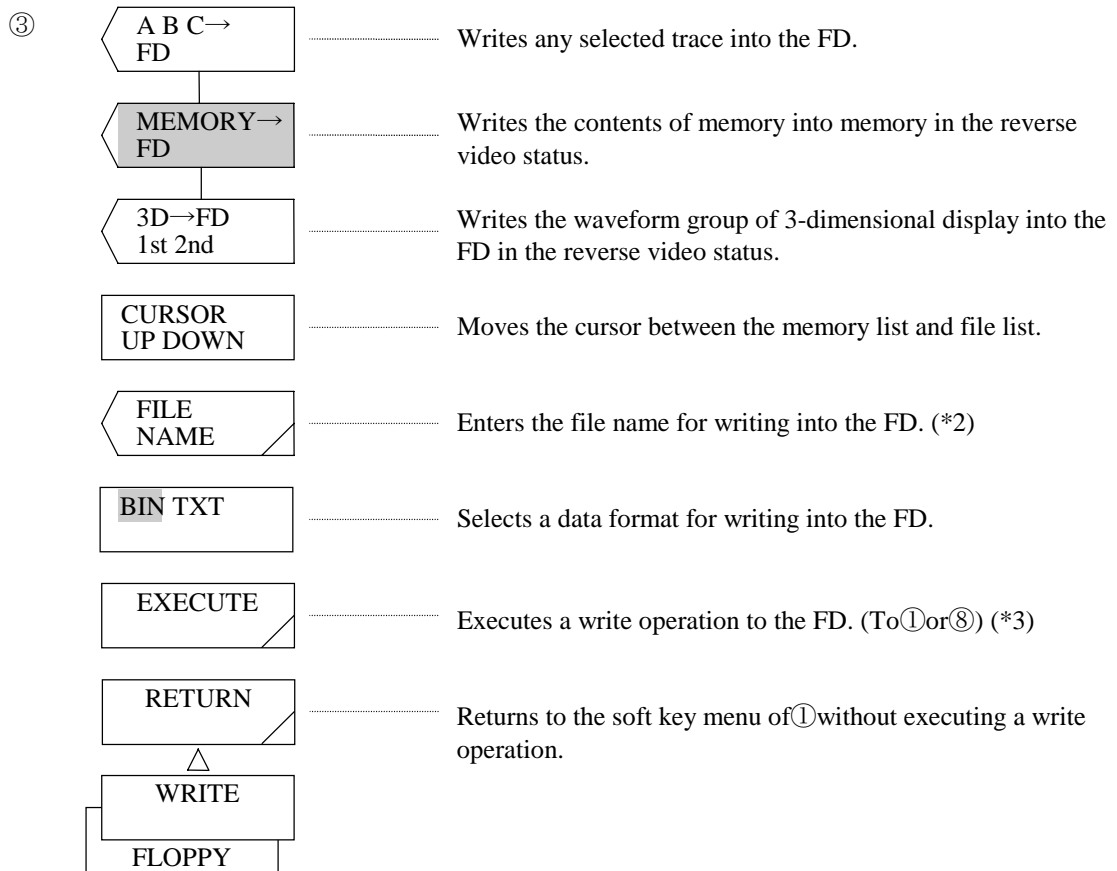 ③
A B C→
FD
Writes any selected trace into the FD.
MEMORY→
FD
Writes the contents of memory into memory in the reverse
video status.
3D→FD
1st 2nd
Writes the waveform group of 3-dimensional display into the
FD in the reverse video status.
CURSOR
UP DOWN
Moves the cursor between the memory list and file list.
FILE
NAME
Enters the file name for writing into the FD. (*2)
BIN TXT
Selects a data format for writing into the FD.
EXECUTE
Executes a write operation to the FD. (To①or⑧) (*3)
RETURN
Returns to the soft key menu of①without executing a write
operation.
WRITE
FLOPPY